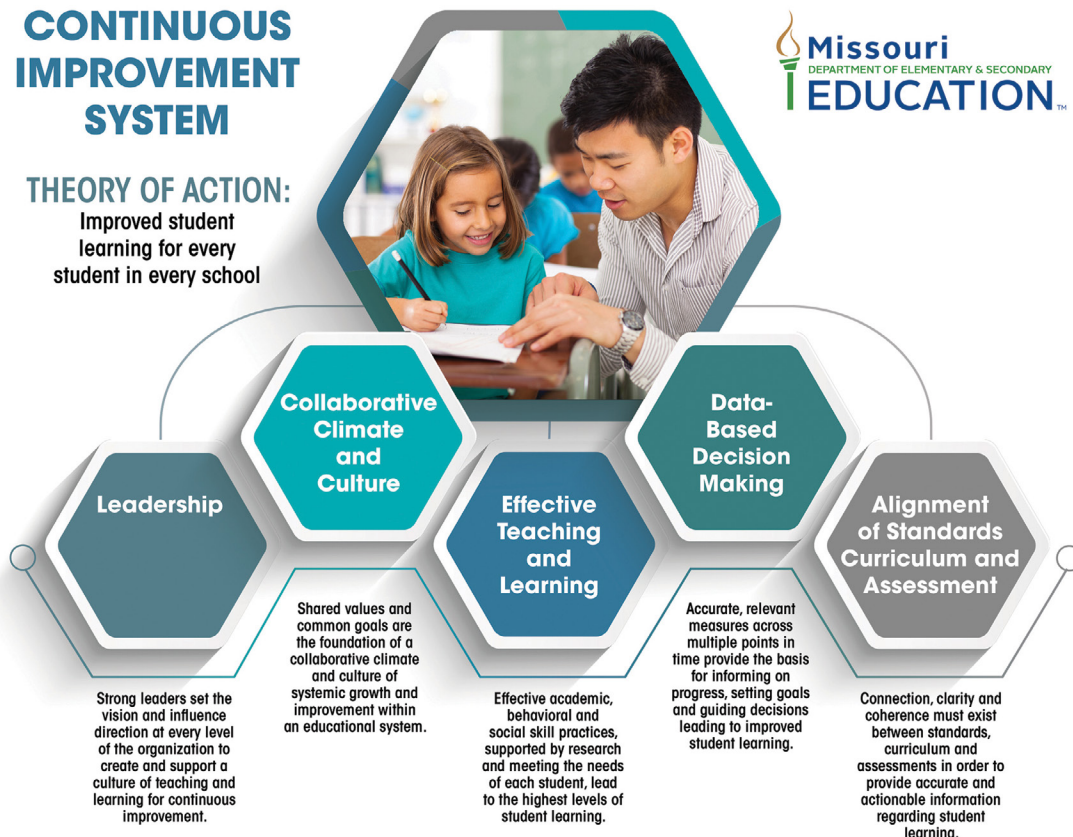 CONTINUOUS
IMPROVEMENT
SYSTEM
THEORY OF ACTION:
Improved student
learning for every
student in every school
Missouri
DEPARTMENT OF ELEMENTARY & SECONDARY
EDUCATION™
Leadership
Strong leaders set the
vision and influence
direction at every level
of the organization to
create and support a
culture of teaching and
learning for continuous
improvement.
Collaborative
Climate
and
Culture
Shared values and
common goals are
the foundation of a
collaborative climate
and culture of
systemic growth and
improvement within
an educational system.
Effective
Teaching
and
Learning
Effective academic,
behavioral and
social skill practices,
supported by research
and meeting the needs
of each student, lead
to the highest levels of
student learning.
Data-
Based
Decision
Making
Accurate, relevant
measures across
multiple points in
time provide the basis
for informing on
progress, setting goals
and guiding decisions
leading to improved
student learning.
Alignment
of Standards
Curriculum and
Assessment
Connection, clarity and
coherence must exist
between standards,
curriculum and
assessments in order to
provide accurate and
actionable information
regarding student
learning.